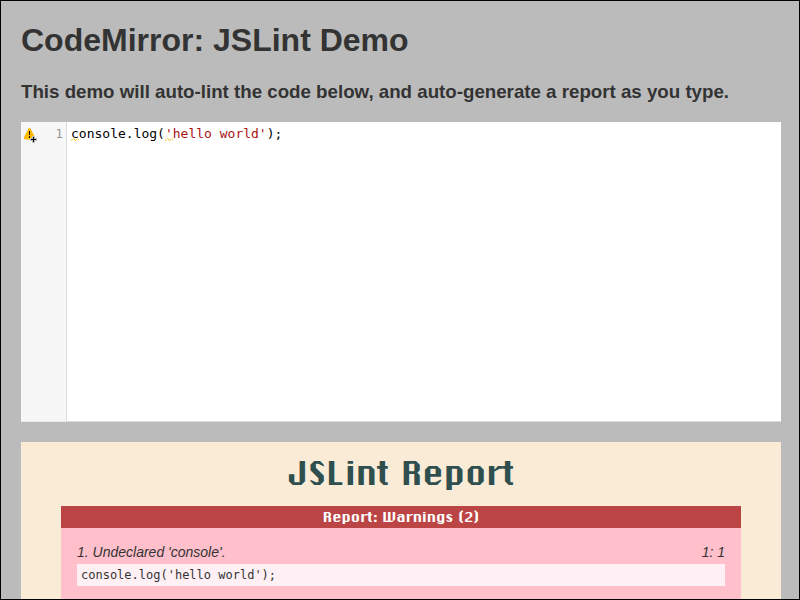 CodeMirror: JSLint Demo
This demo will auto-lint the code below, and auto-generate a report as you type.
1 console.log('hello world');
JSLint Report
Report: Warnings (2)
1. Undeclared 'console'. 1: 1
console.log('hello world');